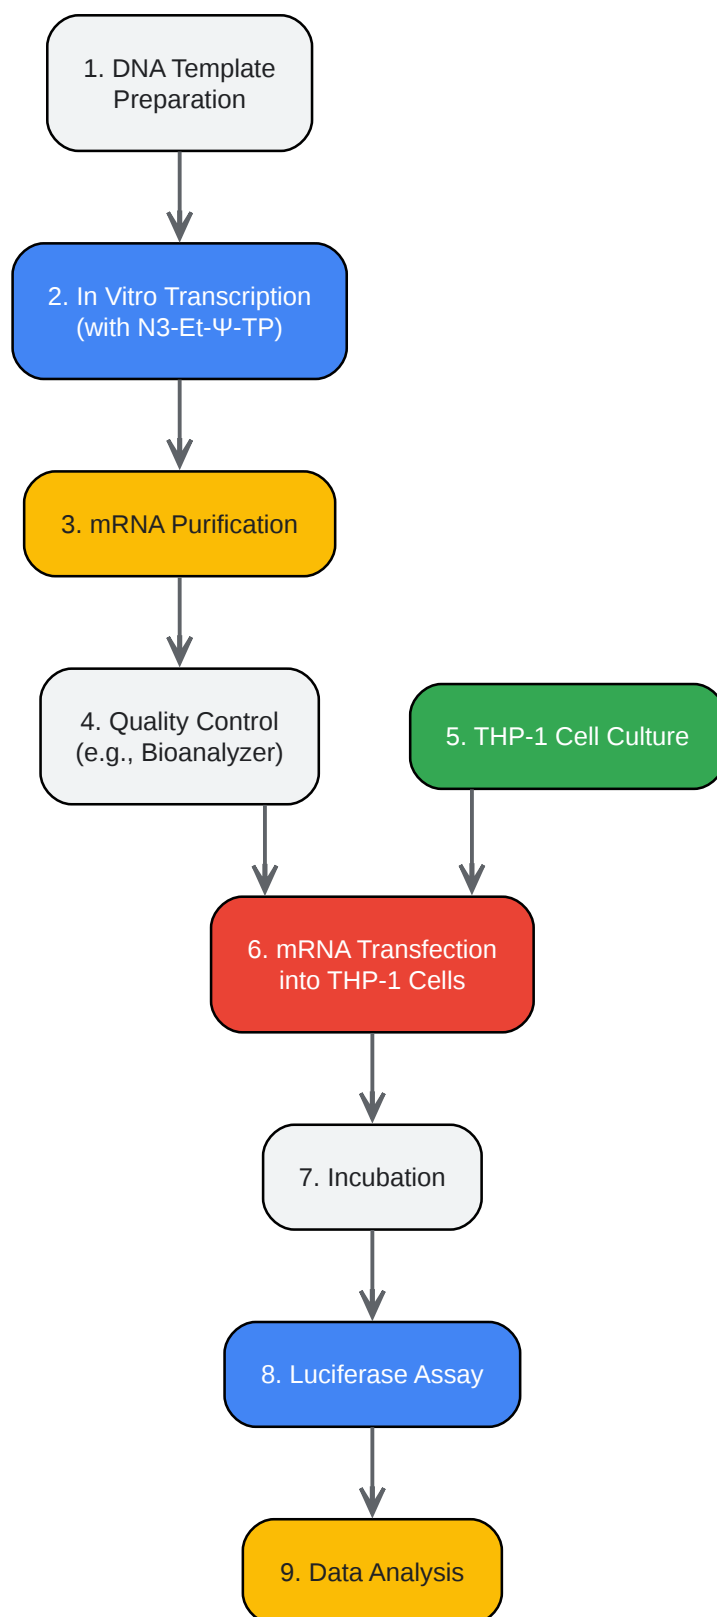 1. DNA Template
Preparation
2. In Vitro Transcription
(with N3-Et-Ψ-TP)
3. mRNA Purification
4. Quality Control
(e.g., Bioanalyzer)
5. THP-1 Cell Culture
6. mRNA Transfection
into THP-1 Cells
7. Incubation
8. Luciferase Assay
9. Data Analysis